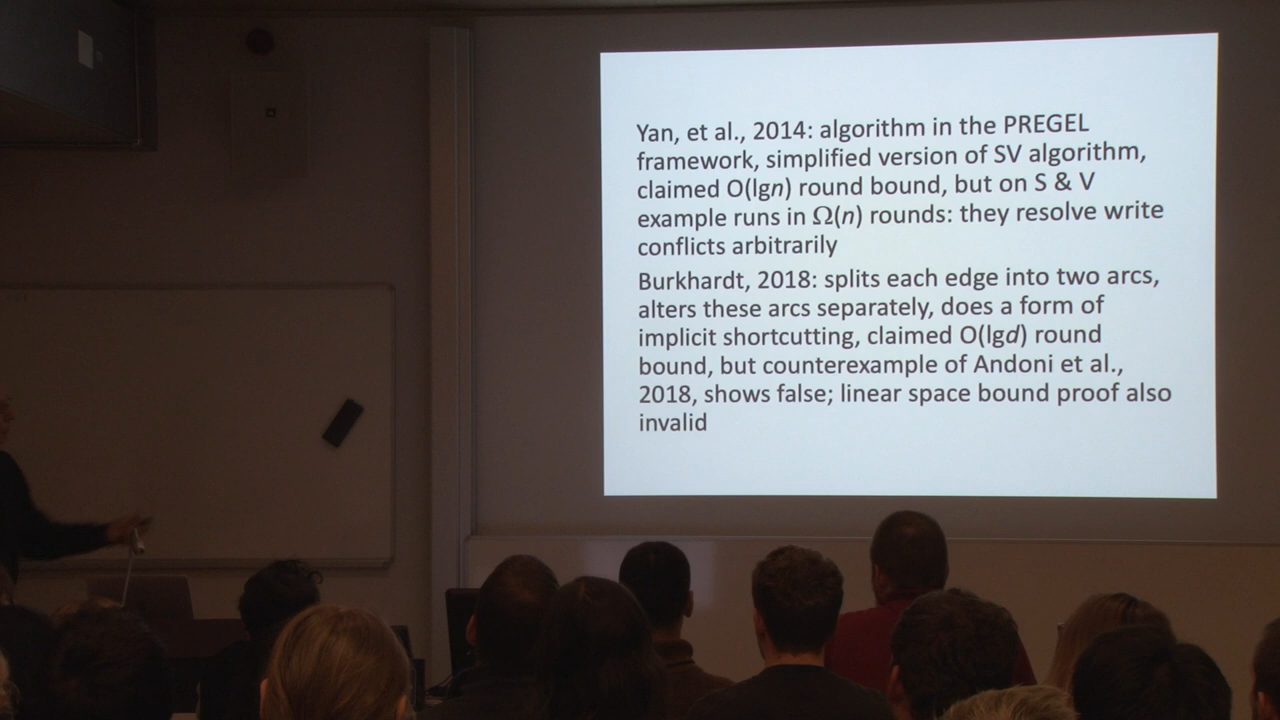 Yan, et al., 2014: algorithm in the PREGEL
framework, simplified version of SV algorithm,
claimed O(lgn) round bound, but on S & V
example runs in Ω(n) rounds: they resolve write
conflicts arbitrarily
Burkhardt, 2018: splits each edge into two arcs,
alters these arcs separately, does a form of
implicit shortcutting, claimed O(lgd) round
bound, but counterexample of Andoni et al.,
2018, shows false; linear space bound proof also
invalid